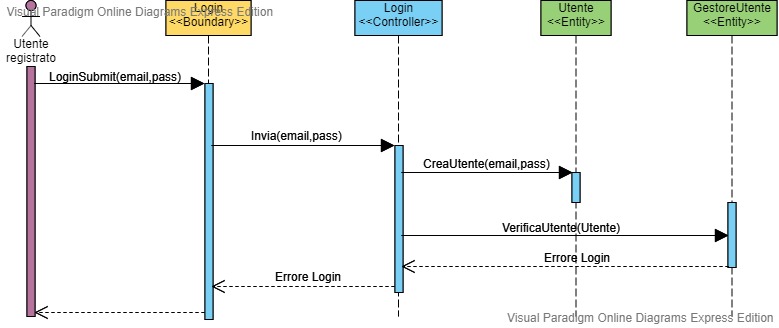 Visual Paradigm Online Diagrams Express Edition
Utente
registrato
Login
<<Boundary>>
Login
<<Controller>>
Utente
<<Entity>>
GestoreUtente
<<Entity>>
LoginSubmit(email,pass)
Invia(email,pass)
CreaUtente(email,pass)
VerificaUtente(Utente)
Errore Login
Errore Login
Visual Paradigm Online Diagrams Express Edition